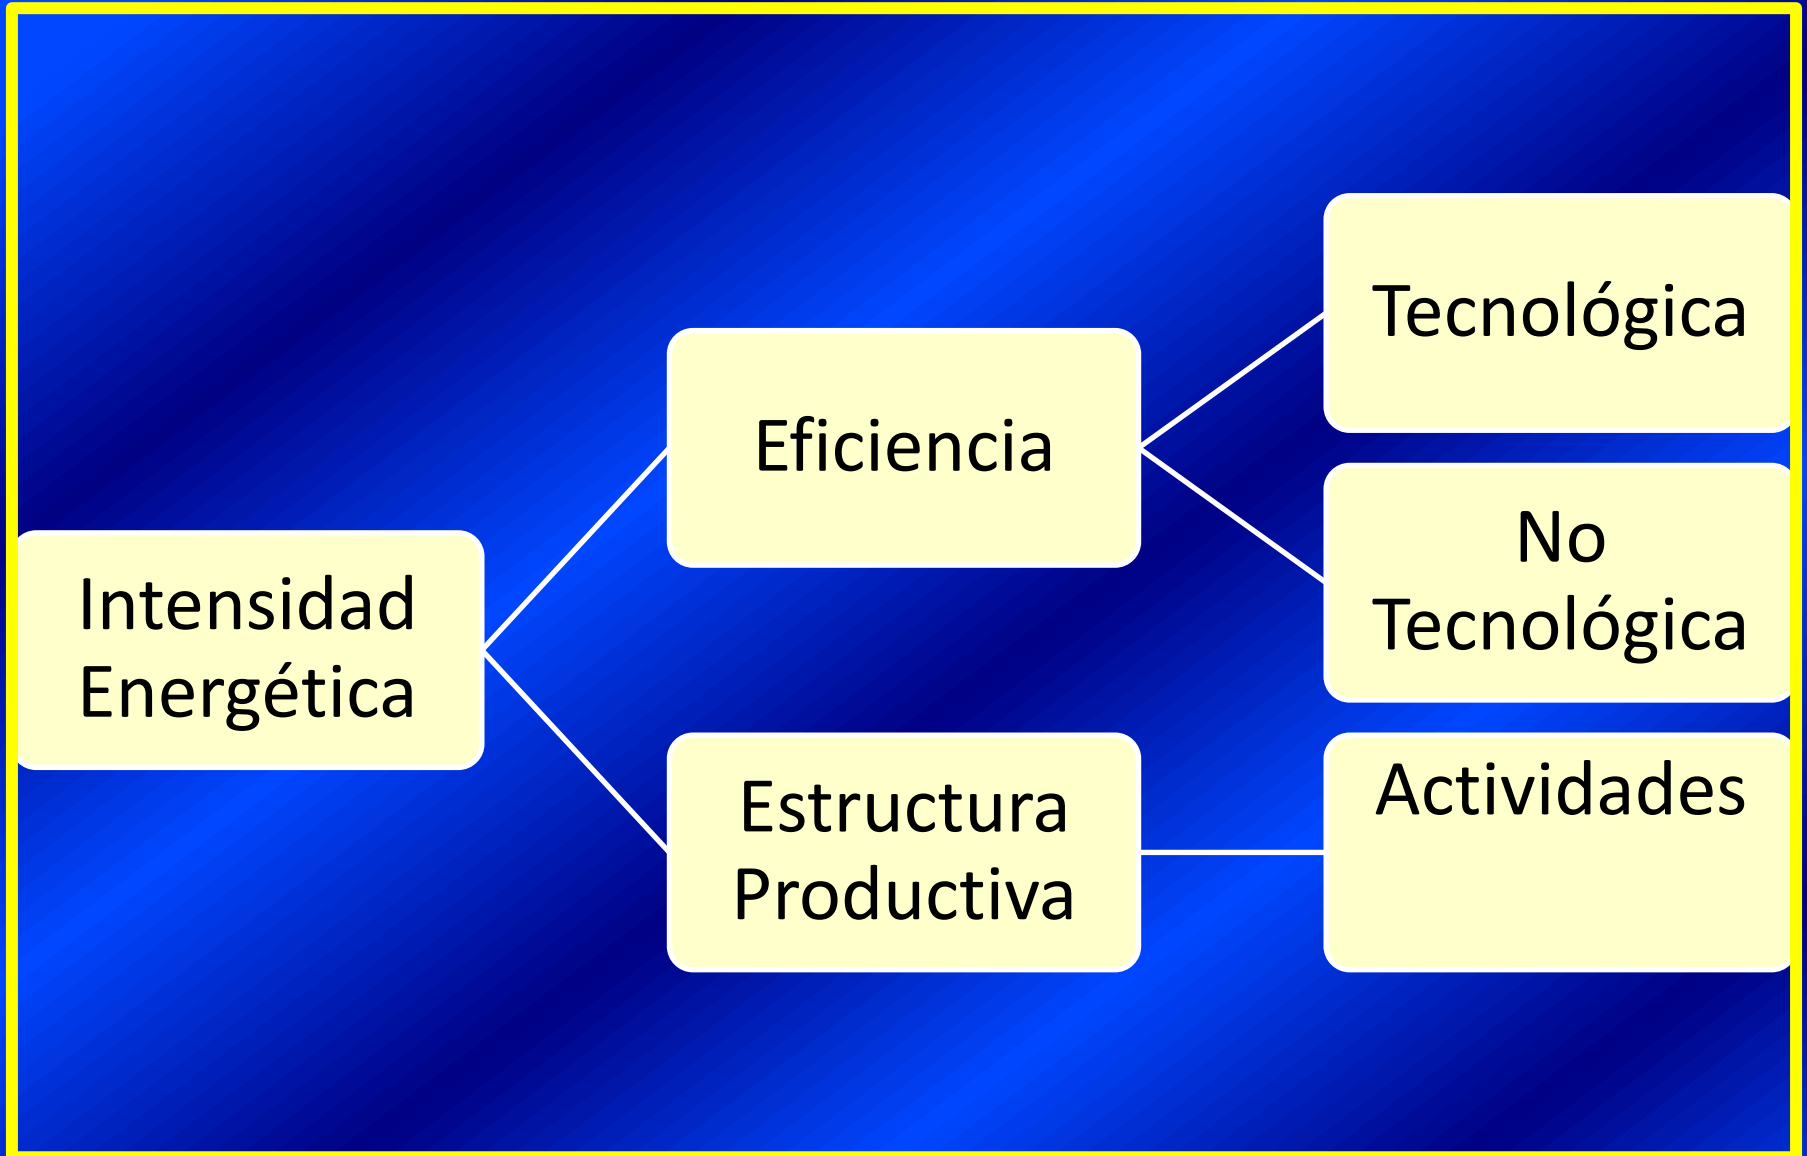 Intensidad
Energética
Eficiencia
Tecnológica
No
Tecnológica
Estructura
Productiva
Actividades